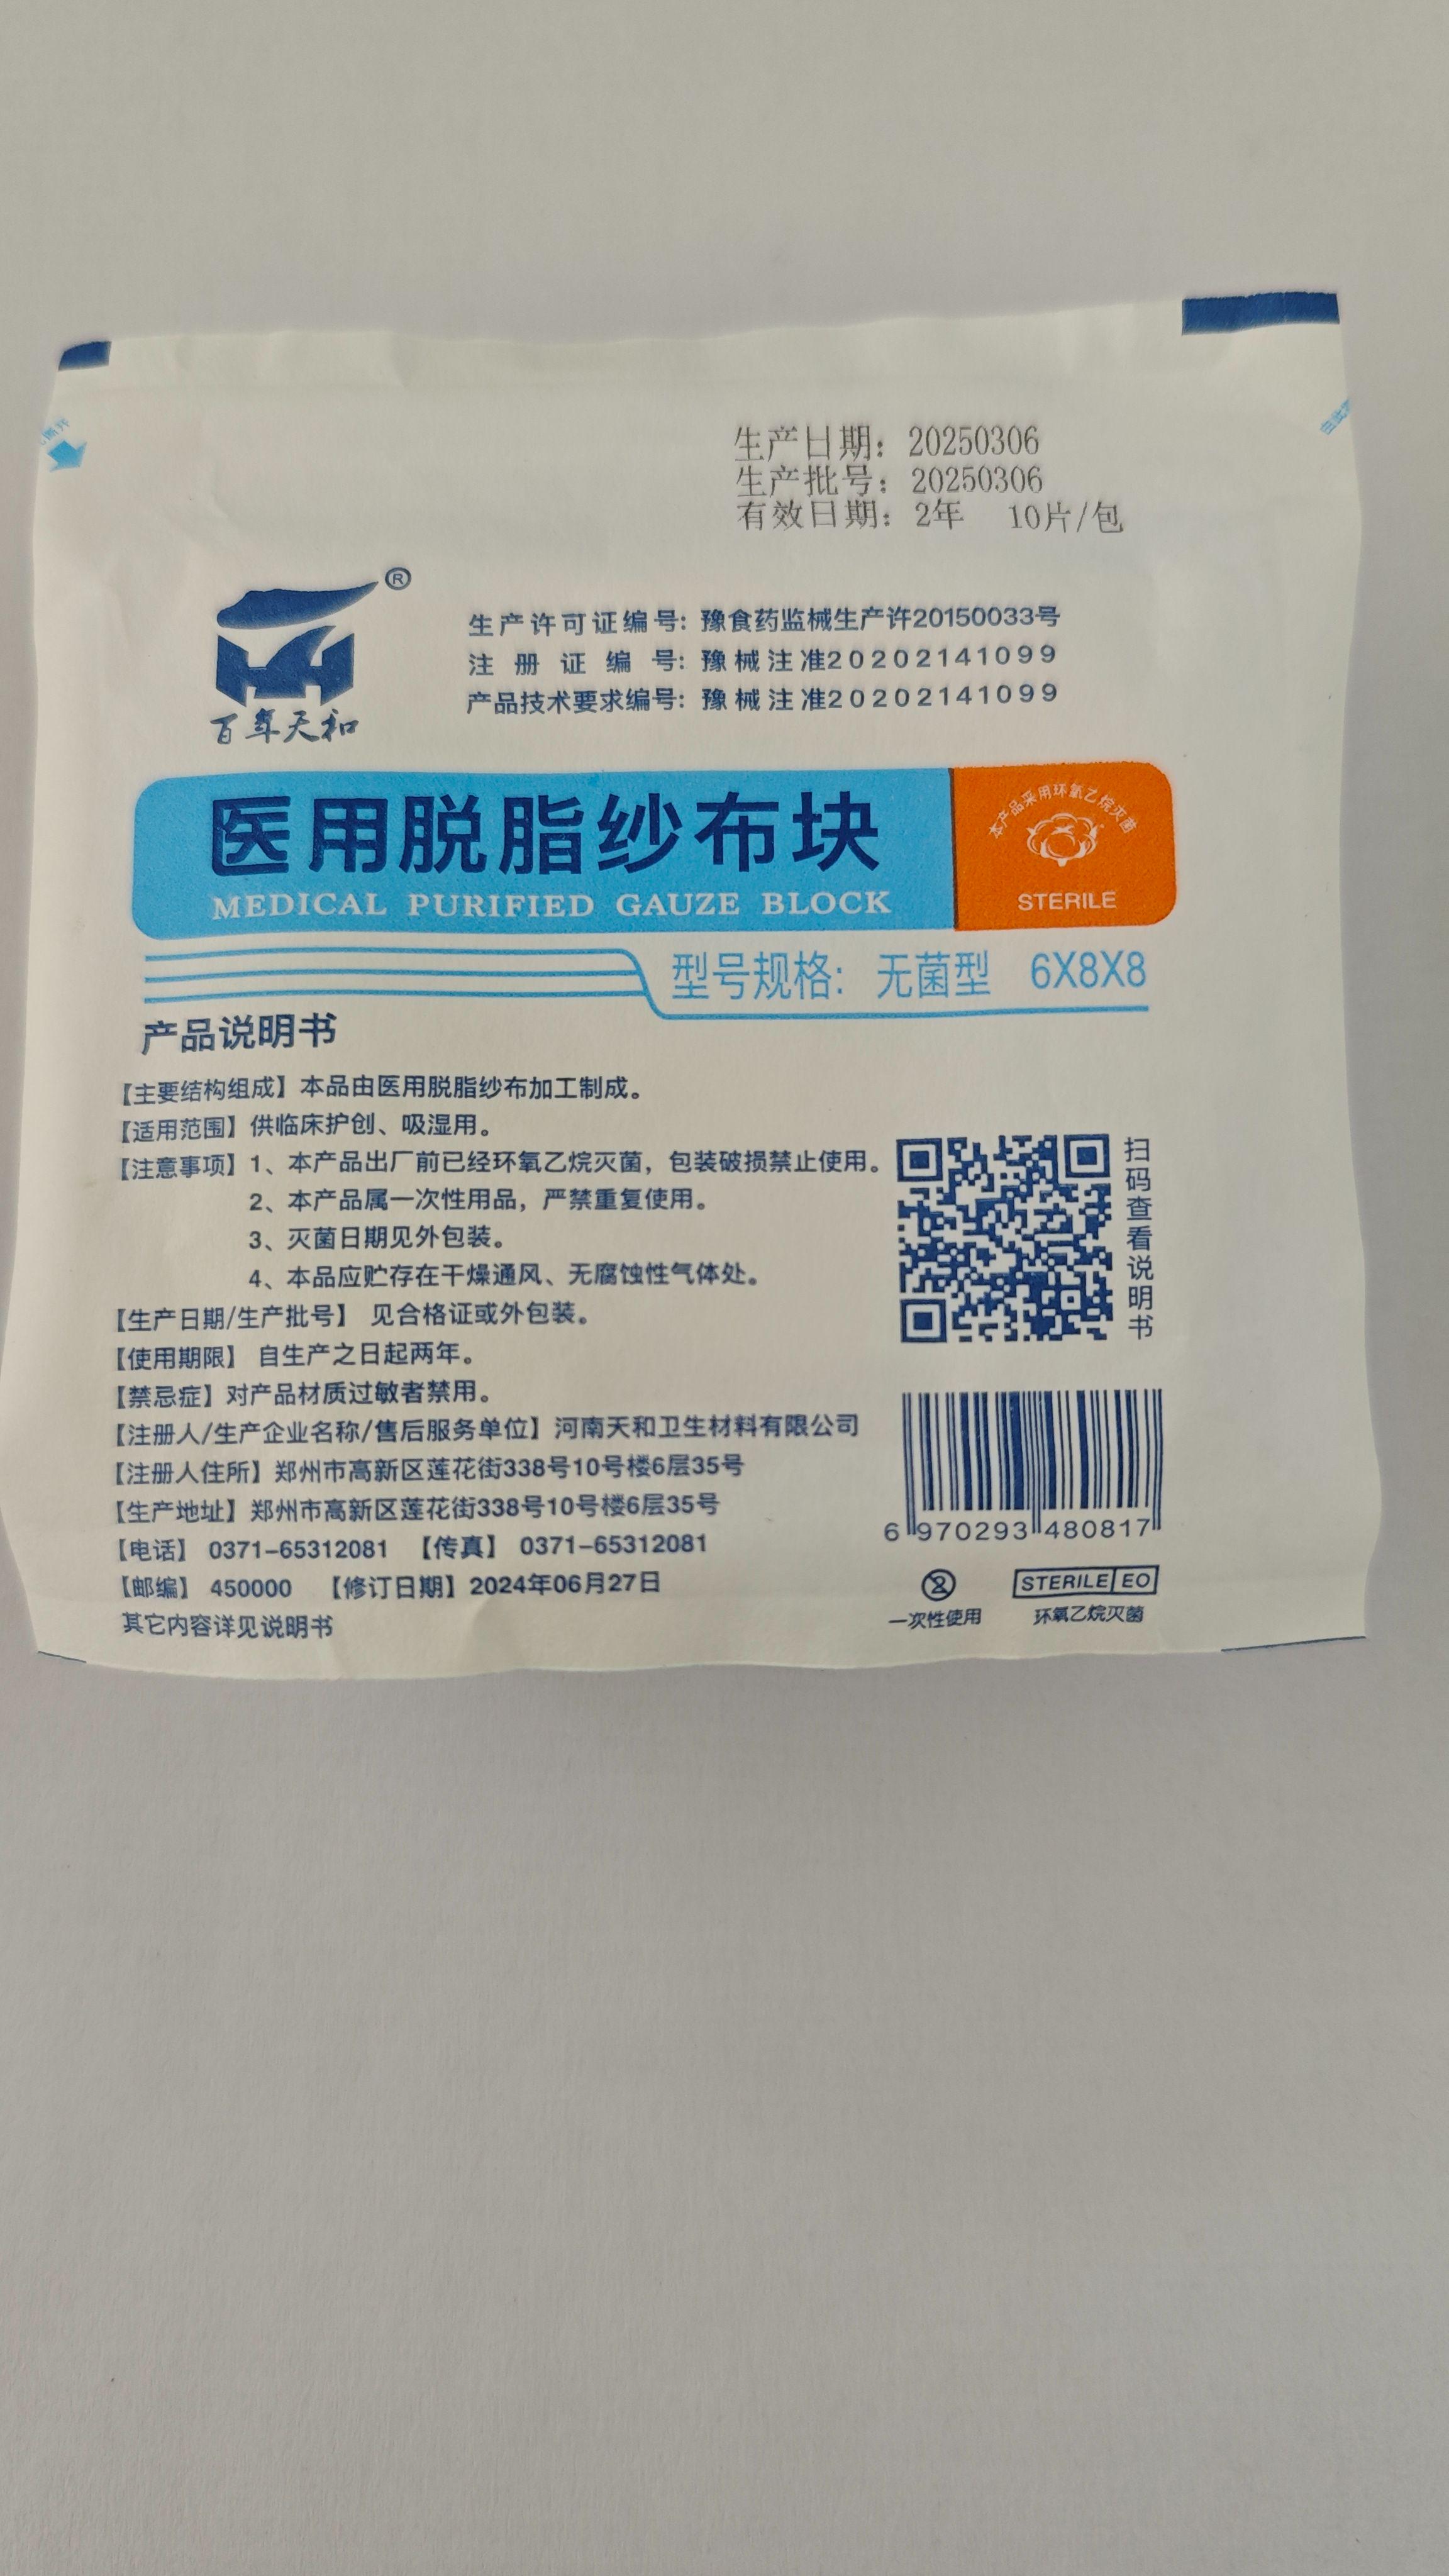 生产日期：20250306
生产批号：20250306
有效日期：2年 10片/包
®
百年天和
生产许可证编号：豫食药监械生产许20150033号
注册证编号：豫械注准20202141099
产品技术要求编号：豫械注准20202141099
医用脱脂纱布块
MEDICAL PURIFIED GAUZE BLOCK
本产品采用环氧乙烷灭菌
STERILE
型号规格：无菌型 6X8X8
产品说明书
【主要结构组成】本品由医用脱脂纱布加工制成。
【适用范围】供临床护创、吸湿用。
【注意事项】1、本产品出厂前已经环氧乙烷灭菌，包装破损禁止使用。
2、本产品属一次性用品，严禁重复使用。
3、灭菌日期见外包装。
4、本品应贮存在干燥通风、无腐蚀性气体处。
【生产日期/生产批号】 见合格证或外包装。
【使用期限】 自生产之日起两年。
【禁忌症】对产品材质过敏者禁用。
【注册人/生产企业名称/售后服务单位】河南天和卫生材料有限公司
【注册人住所】郑州市高新区莲花街338号10号楼6层35号
【生产地址】郑州市高新区莲花街338号10号楼6层35号
【电话】 0371-65312081 【传真】 0371-65312081
【邮编】 450000 【修订日期】2024年06月27日
其它内容详见说明书
扫码查看说明书
6 970293 480817
2
一次性使用
STERILE EO
环氧乙烷灭菌